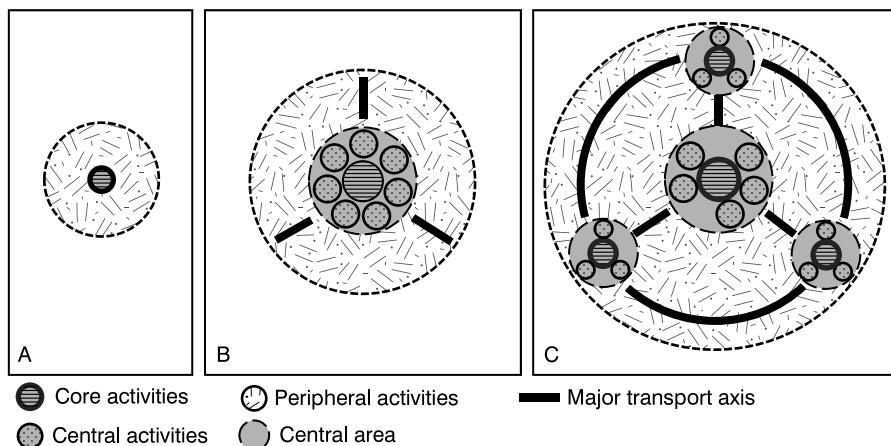 A
B
C
Core activities
Peripheral activities
Major transport axis
Central activities
Central area